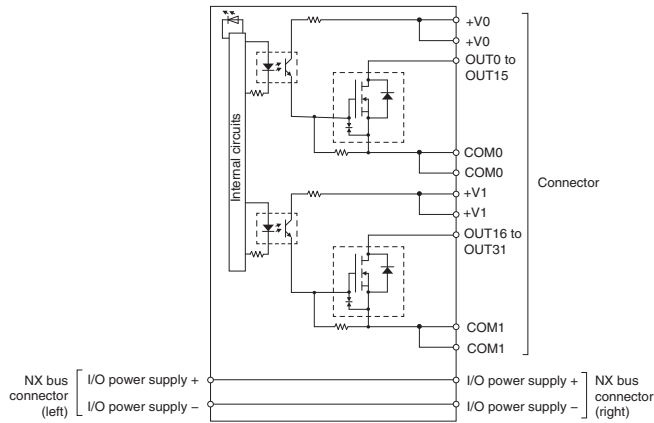 +V0
+V0
OUT0 to
OUT15
Internal circuits
COM0
COM0
Connector
+V1
+V1
OUT16 to
OUT31
COM1
COM1
NX bus
connector
(left)
I/O power supply +
I/O power supply –
I/O power supply +
I/O power supply –
NX bus
connector
(right)